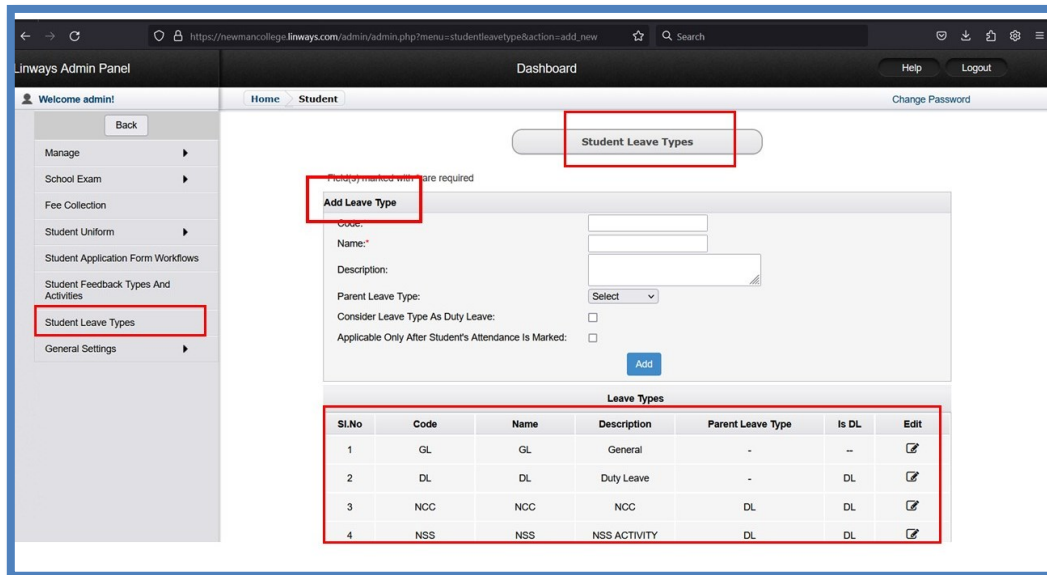 https://newmancollege.linways.com/admin/admin.php?menu=studentleavetype&action=add_new Search
Linways Admin Panel Dashboard Help Logout
Welcome admin! Home Student Change Password
Back
Manage
School Exam
Fee Collection
Student Uniform
Student Application Form Workflows
Student Feedback Types And
Activities
Student Leave Types
General Settings
Student Leave Types
Field(s) marked with * are required
Add Leave Type
Code:
Name:*
Description:
Parent Leave Type: Select
Consider Leave Type As Duty Leave:
Applicable Only After Student's Attendance Is Marked:
Add
Leave Types
Sl.No Code Name Description Parent Leave Type Is DL Edit
1 GL GL General - --
2 DL DL Duty Leave - DL
3 NCC NCC NCC DL DL
4 NSS NSS NSS ACTIVITY DL DL